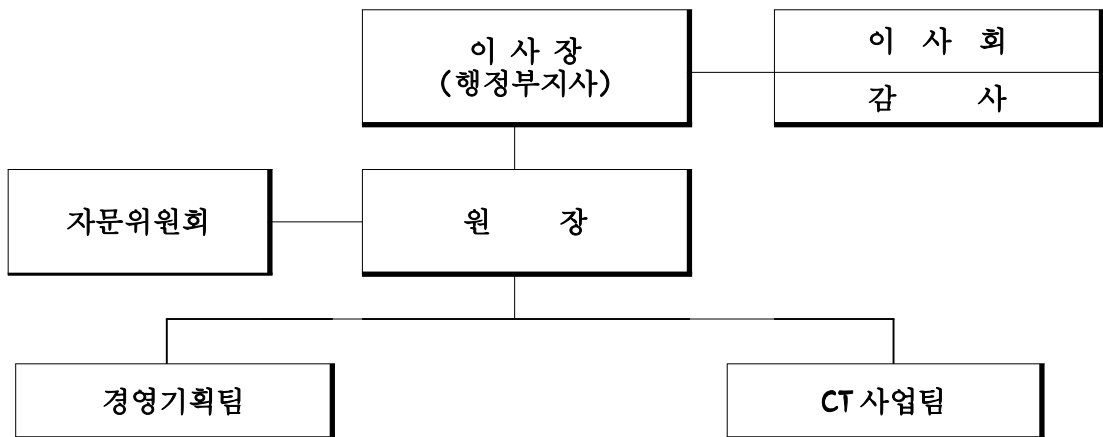 이 사 장
(행정부지사)
이 사 회
감 사
자문위원회
원 장
경영기획팀
CT 사업팀